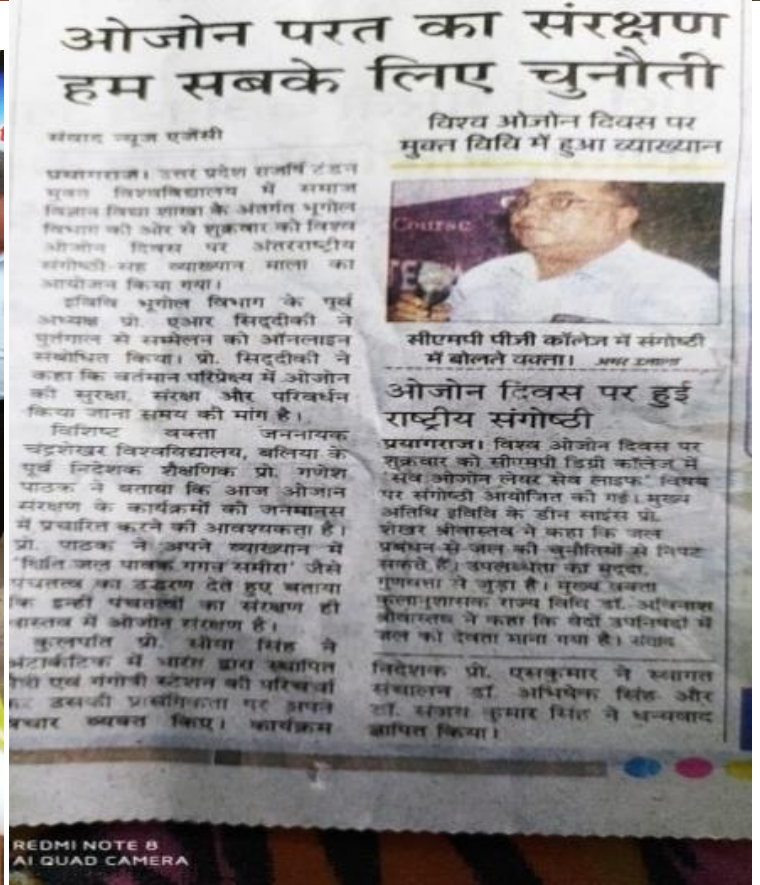 ओजोन परत का संरक्षण
हम सबके लिए चुनौती
संवाद न्यूज एजेंसी
प्रयागराज। उत्तर प्रदेश राजर्षि टंडन
मुक्त विश्वविद्यालय में समाज
विज्ञान विद्या शाखा के अंतर्गत भूगोल
विभाग की ओर से शुक्रवार को विश्व
ओजोन दिवस पर अंतरराष्ट्रीय
संगोष्ठी-सह व्याख्यान माला का
आयोजन किया गया।
इविवि भूगोल विभाग के पूर्व
अध्यक्ष प्रो. एआर सिद्दीकी ने
पुर्तगाल से सम्मेलन को ऑनलाइन
संबोधित किया। प्रो. सिद्दीकी ने
कहा कि वर्तमान परिप्रेक्ष्य में ओजोन
की सुरक्षा, संरक्षा और परिवर्धन
किया जाना समय की मांग है।
विशिष्ट वक्ता जननायक
चंद्रशेखर विश्वविद्यालय, बलिया के
पूर्व निदेशक शैक्षणिक प्रो. गणेश
पाठक ने बताया कि आज ओजोन
संरक्षण के कार्यक्रमों को जनमानस
में प्रचारित करने की आवश्यकता है।
प्रो. पाठक ने अपने व्याख्यान में
'क्षिति जल पावक गगन समीरा' जैसे
पंचतत्व का उद्धरण देते हुए बताया
कि इन्हीं पंचतत्वों का संरक्षण ही
वास्तव में ओजोन संरक्षण है।
कुलपति प्रो. सीमा सिंह ने
अंटार्कटिक में भारत द्वारा स्थापित
मैत्री एवं गंगोत्री स्टेशन की परिचर्चा
कर उसकी प्रासंगिकता पर अपने
विचार व्यक्त किए। कार्यक्रम
विश्व ओजोन दिवस पर
मुक्त विवि में हुआ व्याख्यान
Course
सीएमपी पीजी कॉलेज में संगोष्ठी
में बोलते वक्ता। अमर उजाला
ओजोन दिवस पर हुई
राष्ट्रीय संगोष्ठी
प्रयागराज। विश्व ओजोन दिवस पर
शुक्रवार को सीएमपी डिग्री कॉलेज में
'सेव ओजोन लेयर सेव लाइफ' विषय
पर संगोष्ठी आयोजित की गई। मुख्य
अतिथि इविवि के डीन साइंस प्रो.
शेखर श्रीवास्तव ने कहा कि जल
प्रबंधन से जल की चुनौतियों से निपट
सकते हैं। उपलब्धता का मुद्दा,
गुणवत्ता से जुड़ा है। मुख्य वक्ता
कुलानुशासक राज्य विवि डॉ. अविनाश
श्रीवास्तव ने कहा कि वेदों उपनिषदों में
जल को देवता माना गया है। संवाद
निदेशक प्रो. एसकुमार ने स्वागत
संचालन डॉ. अभिषेक सिंह और
डॉ. संजय कुमार सिंह ने धन्यवाद
ज्ञापित किया।
REDMI NOTE 8
AI QUAD CAMERA